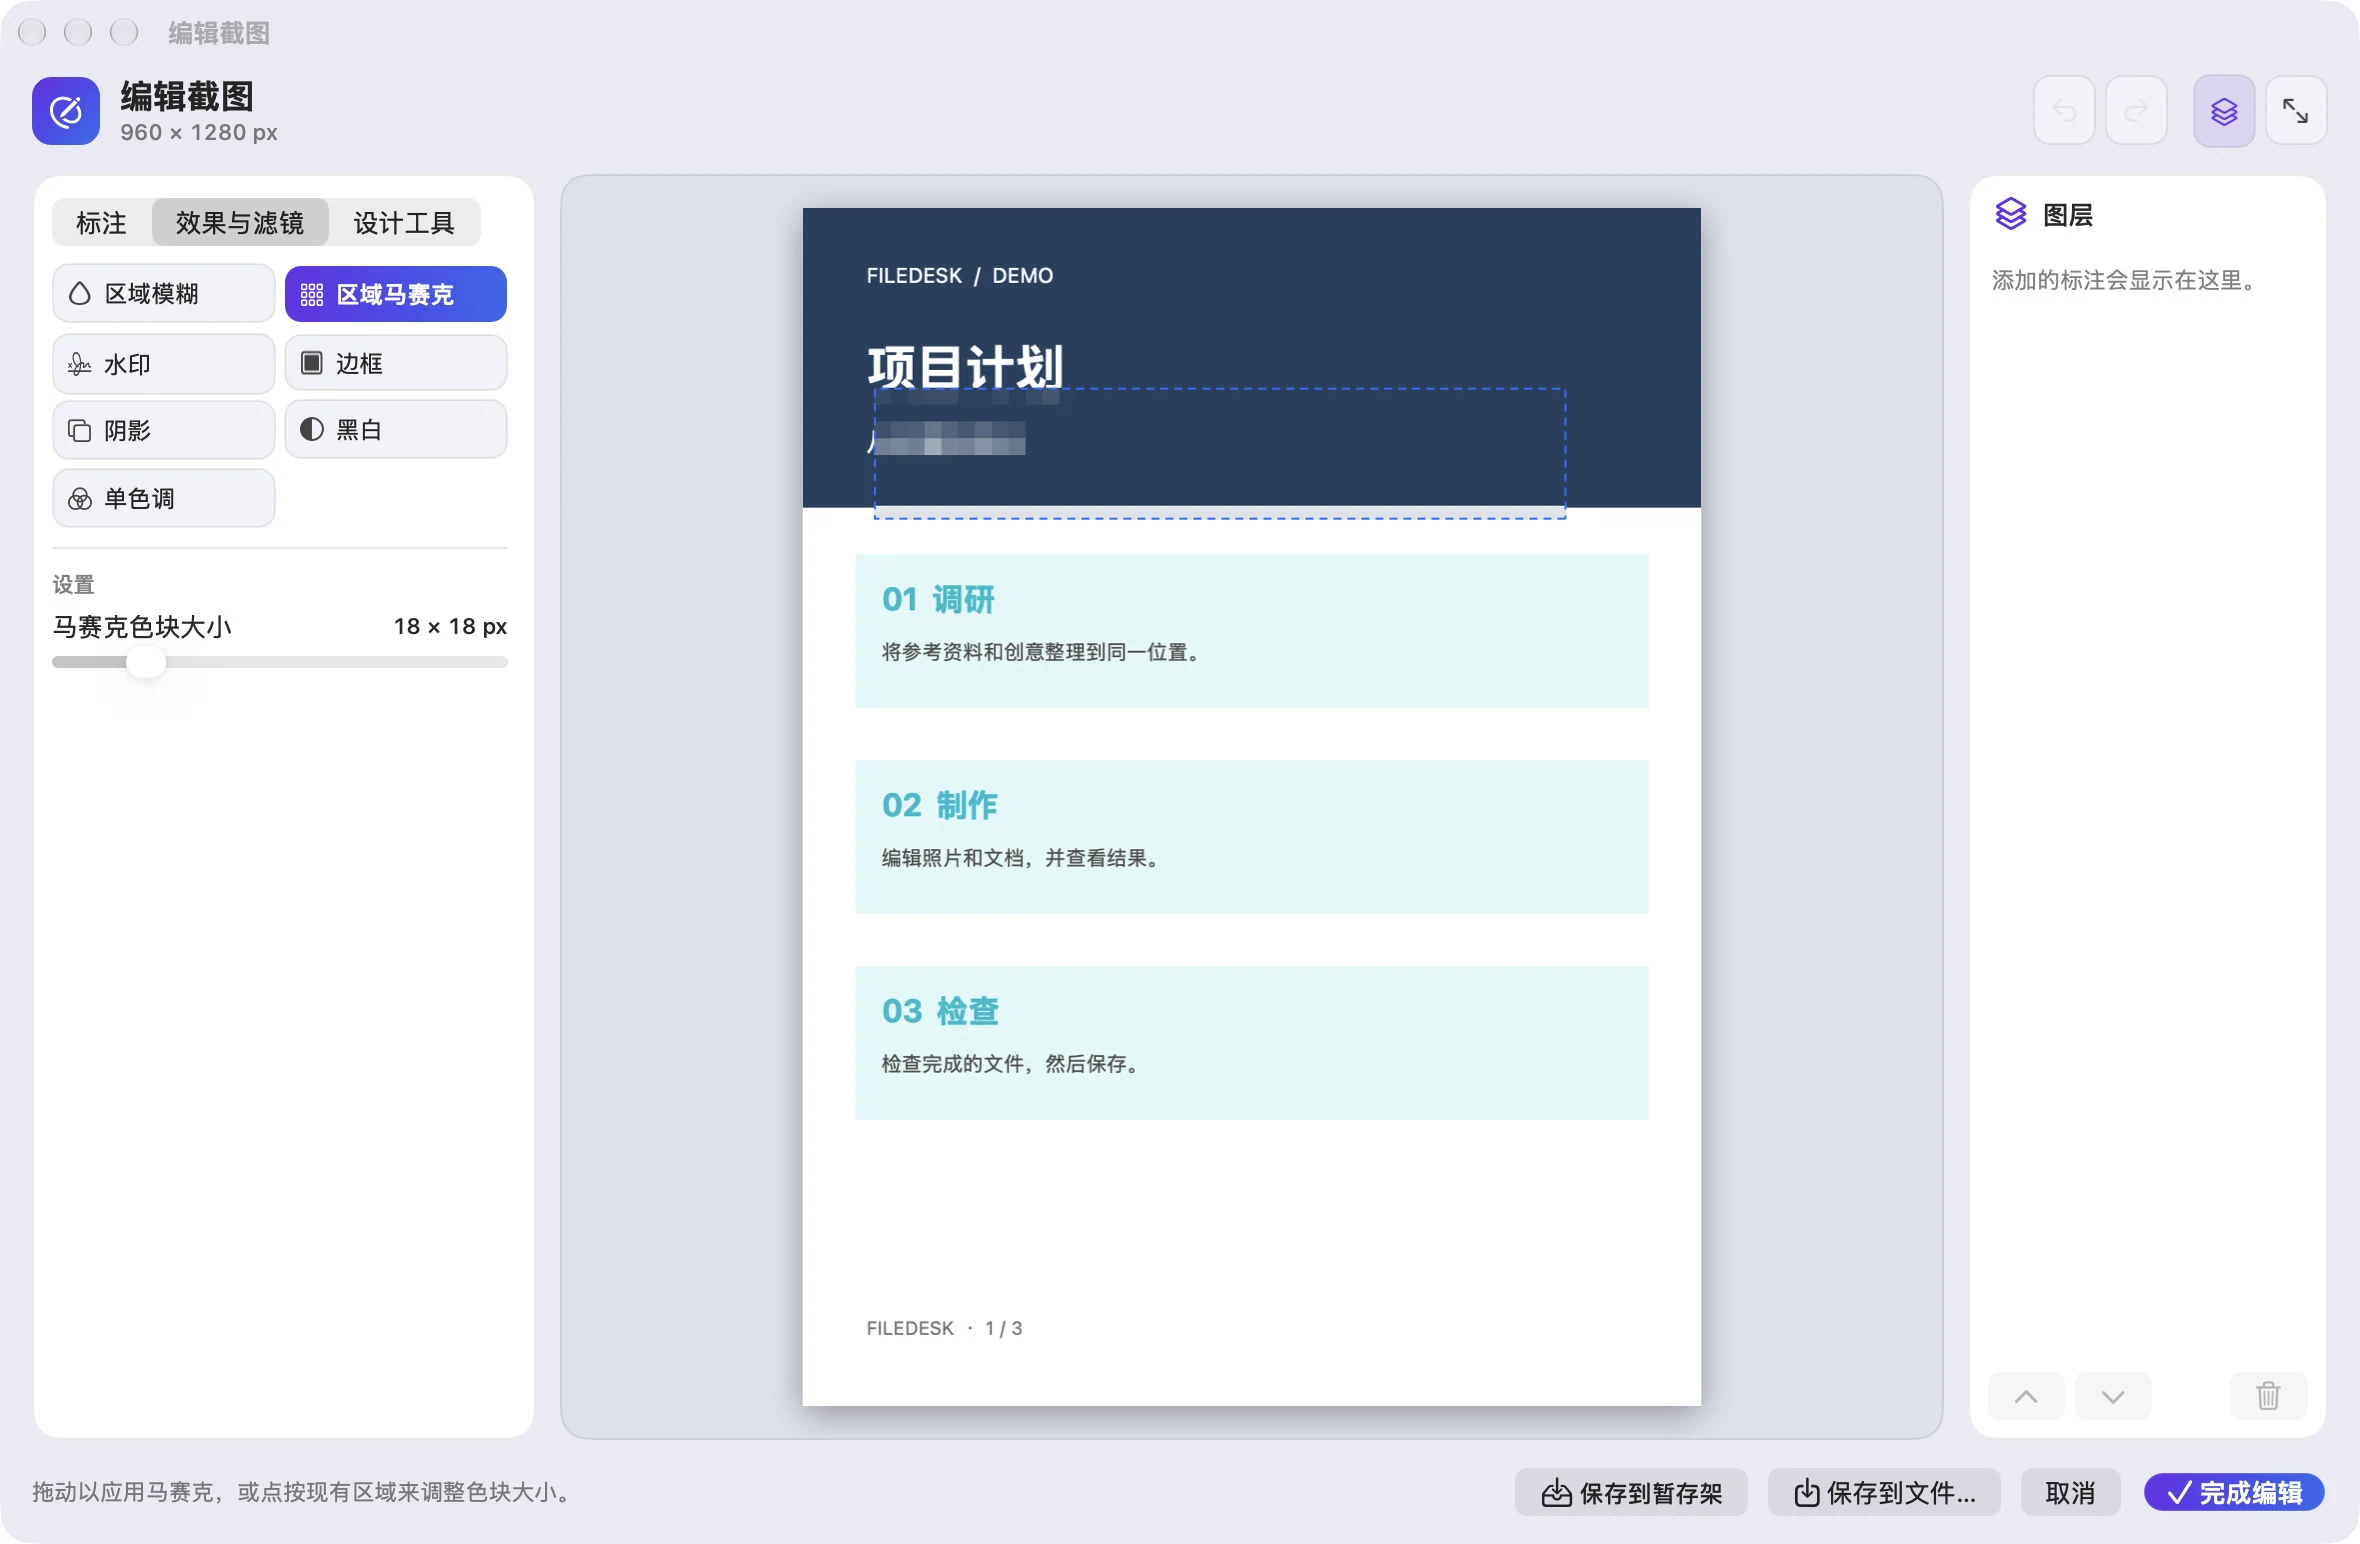 编辑截图
编辑截图
960 × 1280 px
标注 效果与滤镜 设计工具
区域模糊 区域马赛克
水印 边框
阴影 黑白
单色调
设置
马赛克色块大小 18 × 18 px
FILEDESK / DEMO
项目计划
01 调研
将参考资料和创意整理到同一位置。
02 制作
编辑照片和文档，并查看结果。
03 检查
检查完成的文件，然后保存。
FILEDESK · 1 / 3
图层
添加的标注会显示在这里。
拖动以应用马赛克，或点按现有区域来调整色块大小。
保存到暂存架 保存到文件... 取消 完成编辑